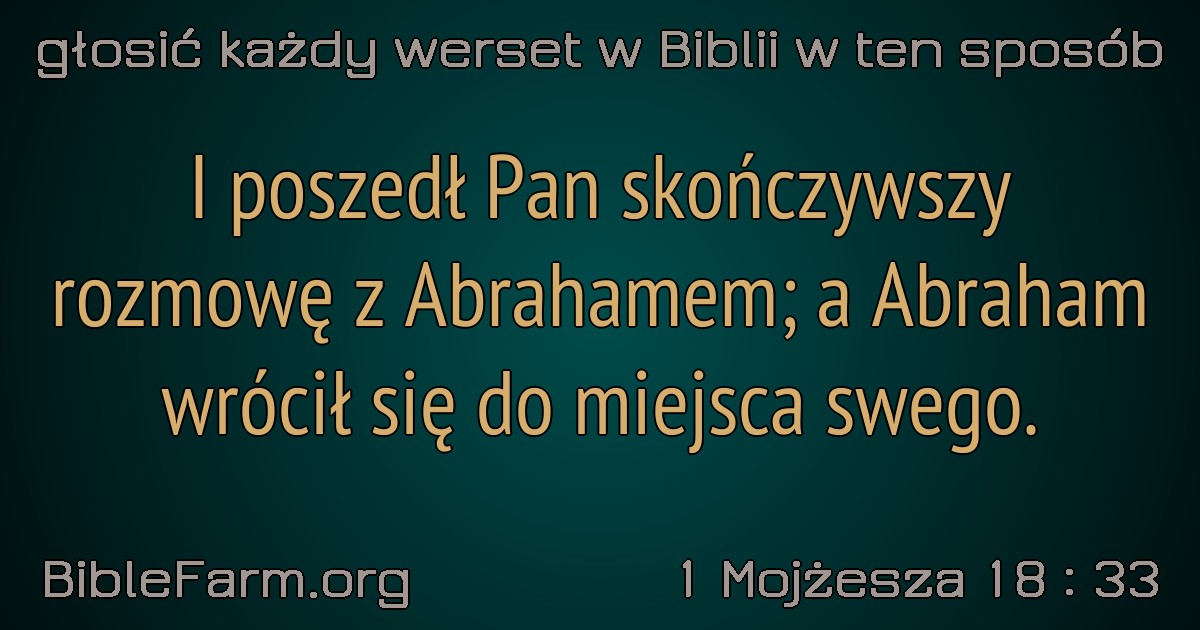 głosić każdy werset w Biblii w ten sposób
I poszedł Pan skończywszy
rozmowę z Abrahamem; a Abraham
wrócił się do miejsca swego.
BibleFarm.org
1 Mojżesza 18 : 33